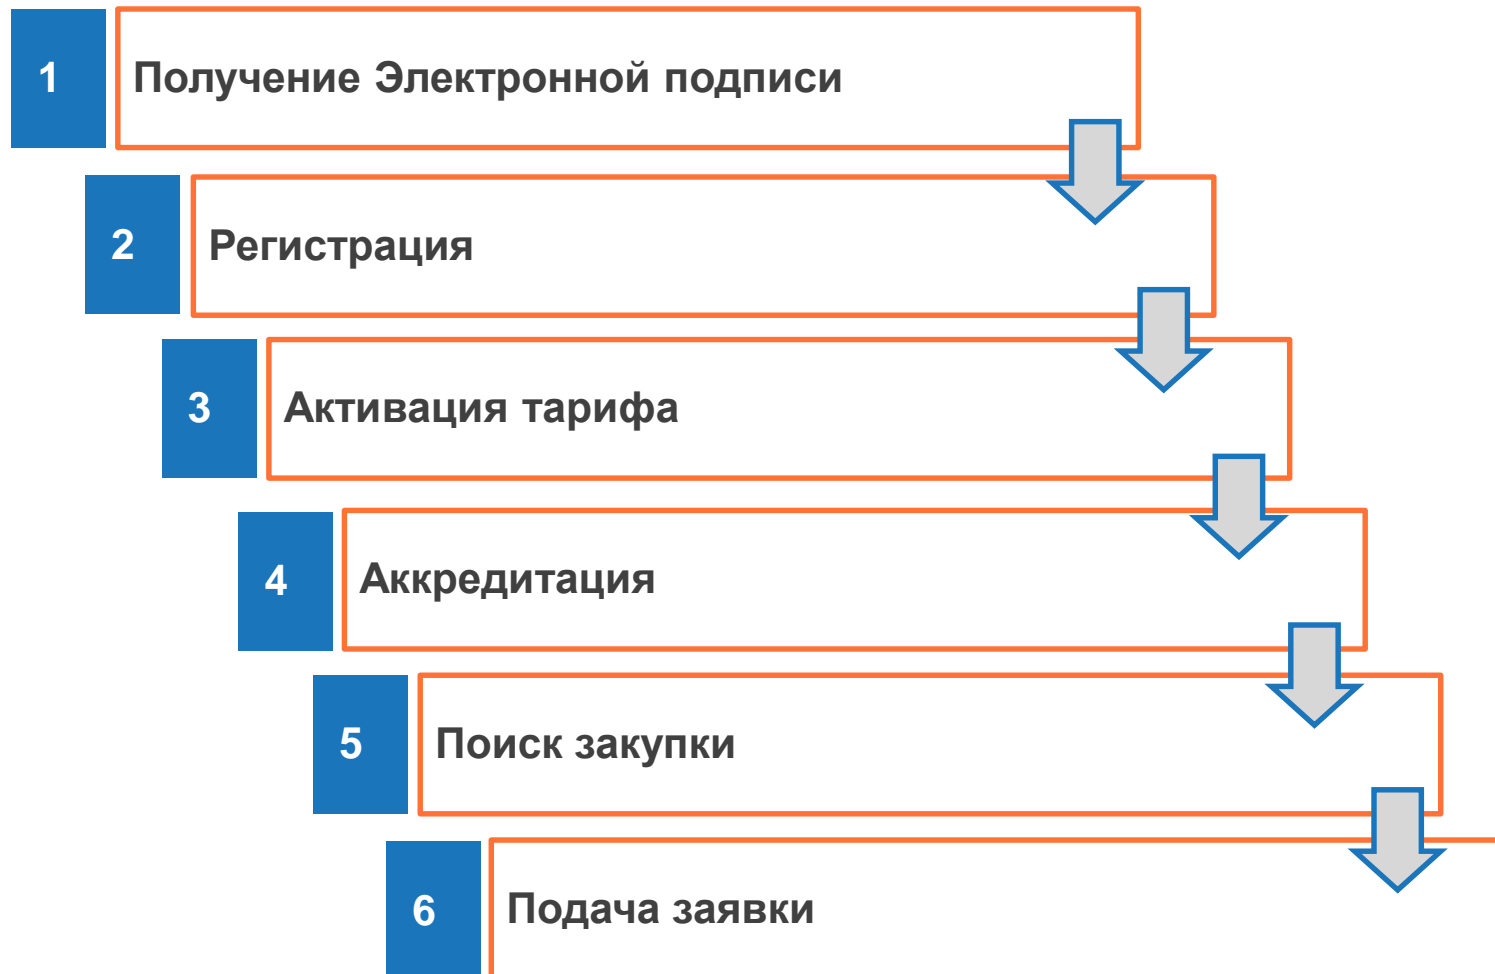 1 Получение Электронной подписи
2 Регистрация
3 Активация тарифа
4 Аккредитация
5 Поиск закупки
6 Подача заявки